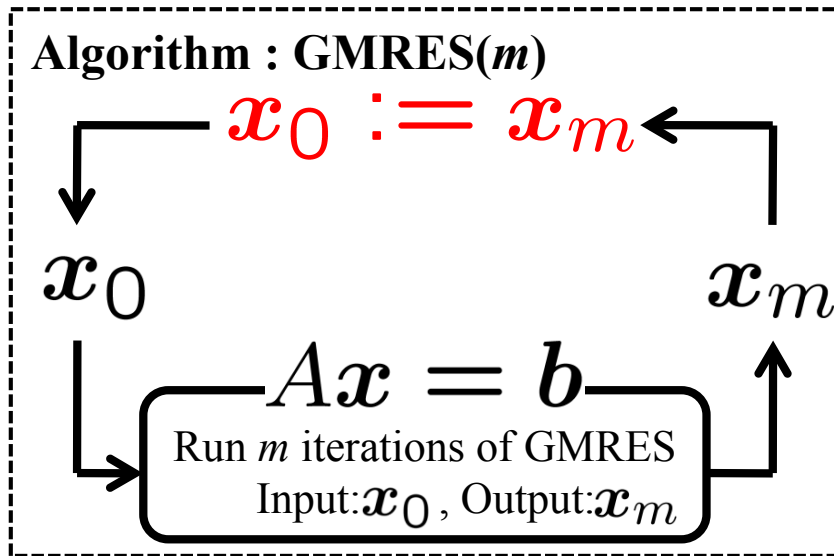 Algorithm : GMRES(m)
x₀ := xₘ
x₀
xₘ
Ax = b
Run m iterations of GMRES
Input:x₀ , Output:xₘ